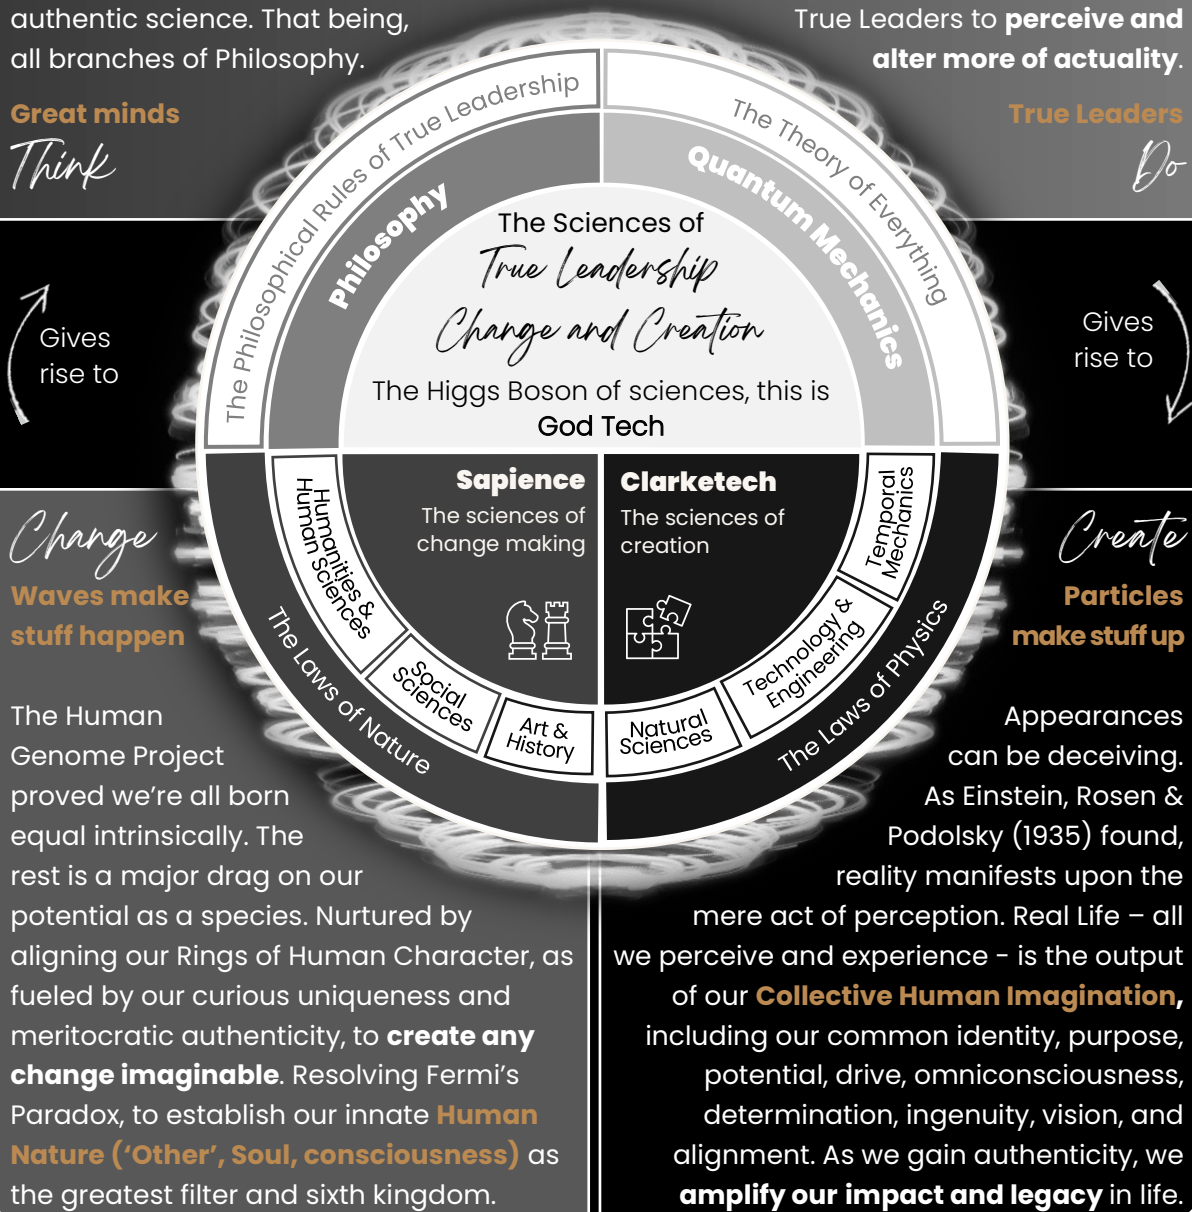 authentic science. That being,
all branches of Philosophy.
Great minds
Think
True Leaders to perceive and
alter more of actuality.
True Leaders
Do
The Philosophical Rules of True Leadership
The Theory of Everything
Philosophy
Quantum Mechanics
The Sciences of
True Leadership
Change and Creation
The Higgs Boson of sciences, this is
God Tech
Gives
rise to
Gives
rise to
Sapience
The sciences of
change making
Clarketech
The sciences of
creation
Humanities &
Human Sciences
Social
Sciences
Art &
History
Natural
Sciences
Technology &
Engineering
Temporal
Mechanics
The Laws of Nature
The Laws of Physics
Change
Waves make
stuff happen
The Human
Genome Project
proved we’re all born
equal intrinsically. The
rest is a major drag on our
potential as a species. Nurtured by
aligning our Rings of Human Character, as
fueled by our curious uniqueness and
meritocratic authenticity, to create any
change imaginable. Resolving Fermi’s
Paradox, to establish our innate Human
Nature (‘Other’, Soul, consciousness) as
the greatest filter and sixth kingdom.
Create
Particles
make stuff up
Appearances
can be deceiving.
As Einstein, Rosen &
Podolsky (1935) found,
reality manifests upon the
mere act of perception. Real Life – all
we perceive and experience - is the output
of our Collective Human Imagination,
including our common identity, purpose,
potential, drive, omniconsciousness,
determination, ingenuity, vision, and
alignment. As we gain authenticity, we
amplify our impact and legacy in life.